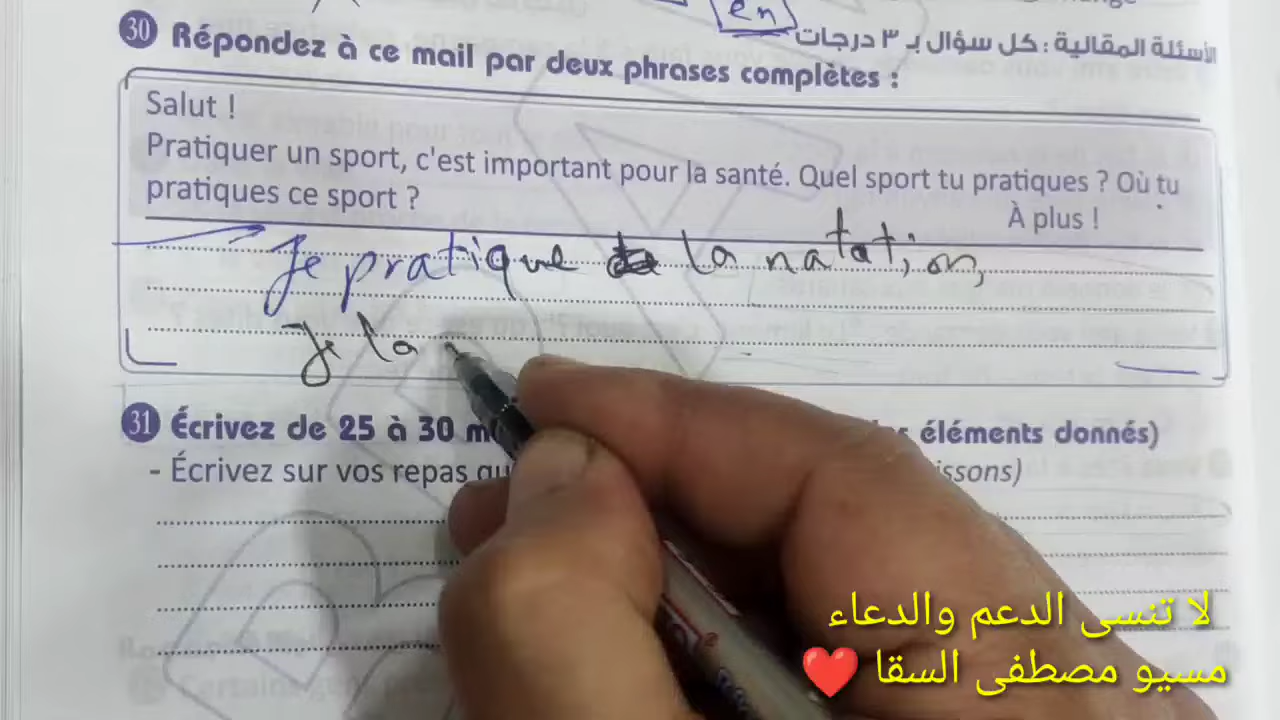 en
الأسئلة المقالية : كل سؤال بـ ٣ درجات
30 Répondez à ce mail par deux phrases complètes :
Salut !
Pratiquer un sport, c'est important pour la santé. Quel sport tu pratiques ? Où tu
pratiques ce sport ?
À plus !
Je pratique la natation,
Je la
31 Écrivez de 25 à 30 éléments donnés)
- Écrivez sur vos repas
لا تنسى الدعم والدعاء
مسيو مصطفى السقا ❤️